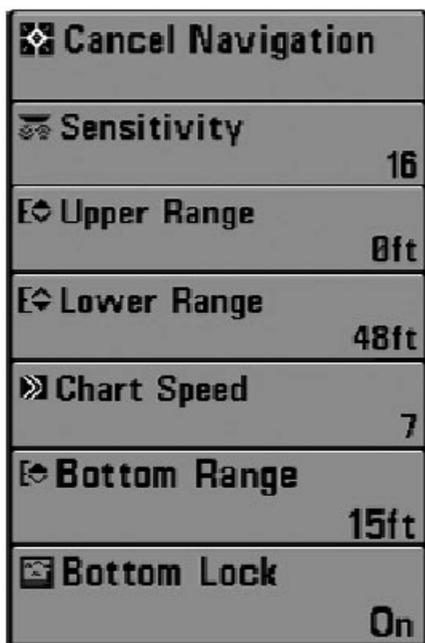 Cancel Navigation
Sensitivity
16
Upper Range
0ft
Lower Range
48ft
Chart Speed
7
Bottom Range
15ft
Bottom Lock
On